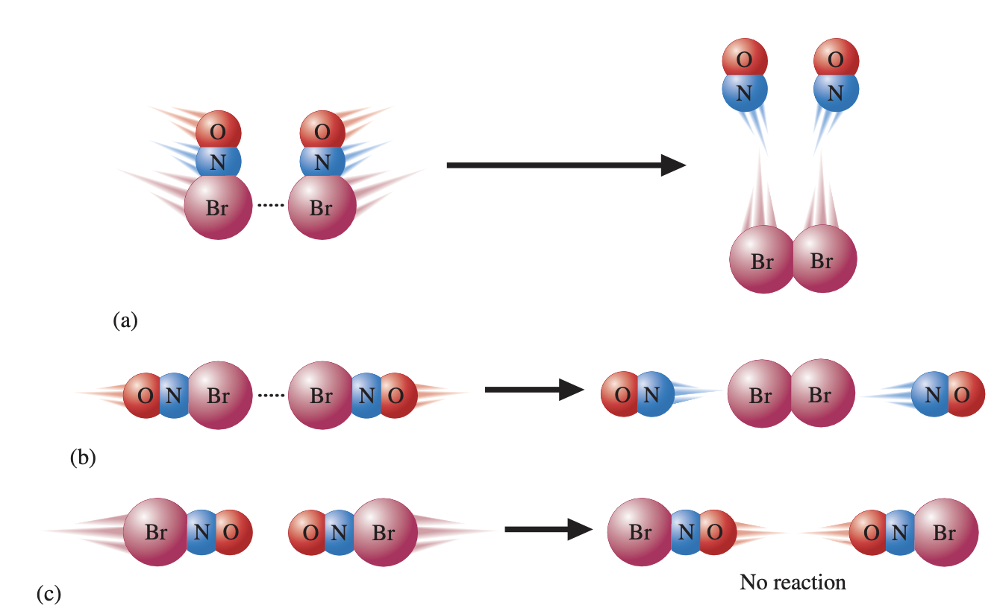 O O
N N
O O
N N
Br Br
Br Br
(a)
O N Br Br N O O N Br Br N O
(b)
Br N O O N Br Br N O O N Br
No reaction
(c)